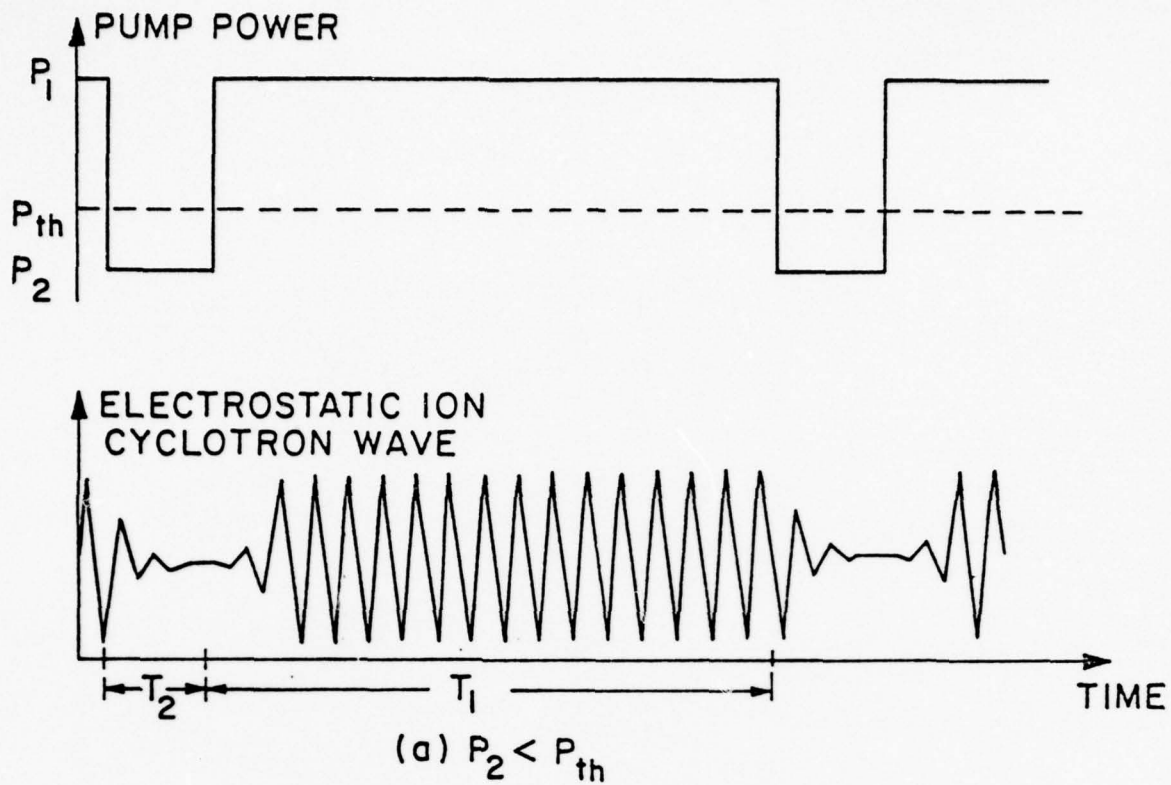 PUMP POWER
P1
Pth
P2
ELECTROSTATIC ION
CYCLOTRON WAVE
T2
T1
TIME
(a) P2 < Pth